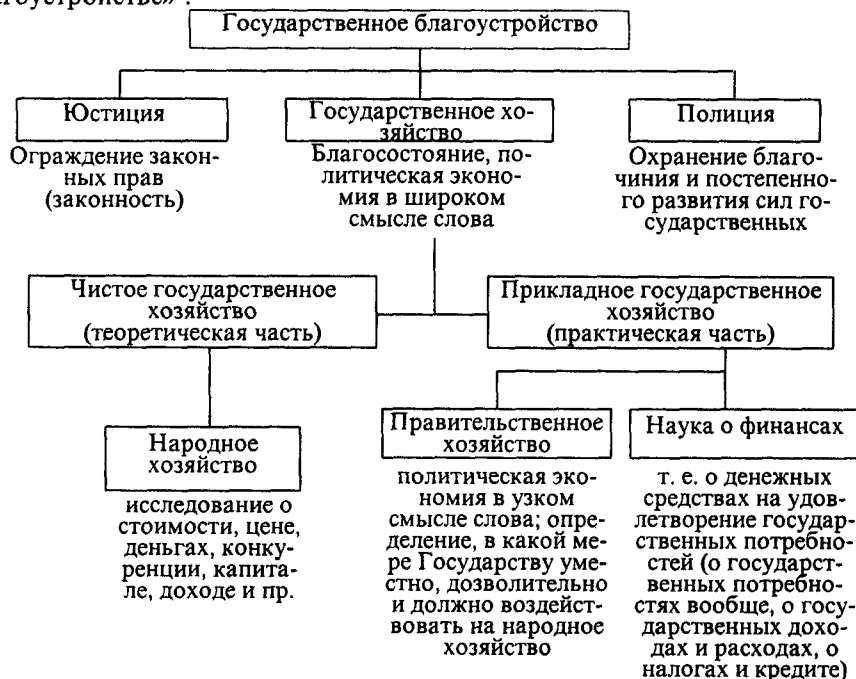 гоустройстве» .
Государственное благоустройство
Юстиция
Ограждение закон-
ных прав
(законность)
Государственное хо-
зяйство
Благосостояние, по-
литическая эконо-
мия в широком
смысле слова
Полиция
Охранение благо-
чиния и постепенно-
го развития сил го-
сударственных
Чистое государственное
хозяйство
(теоретическая часть)
Прикладное государственное
хозяйство
(практическая часть)
Народное
хозяйство
исследование о
стоимости, цене,
деньгах, конку-
ренции, капита-
ле, доходе и пр.
Правительственное
хозяйство
политическая эко-
номия в узком
смысле слова; опре-
деление, в какой ме-
ре Государству уме-
стно, дозволительно
и должно воздейст-
вовать на народное
хозяйство
Наука о финансах
т. е. о денежных
средствах на удов-
летворение государ-
ственных потребно-
стей (о государст-
венных потребно-
стях вообще, о госу-
дарственных дохо-
дах и расходах, о
налогах и кредите)